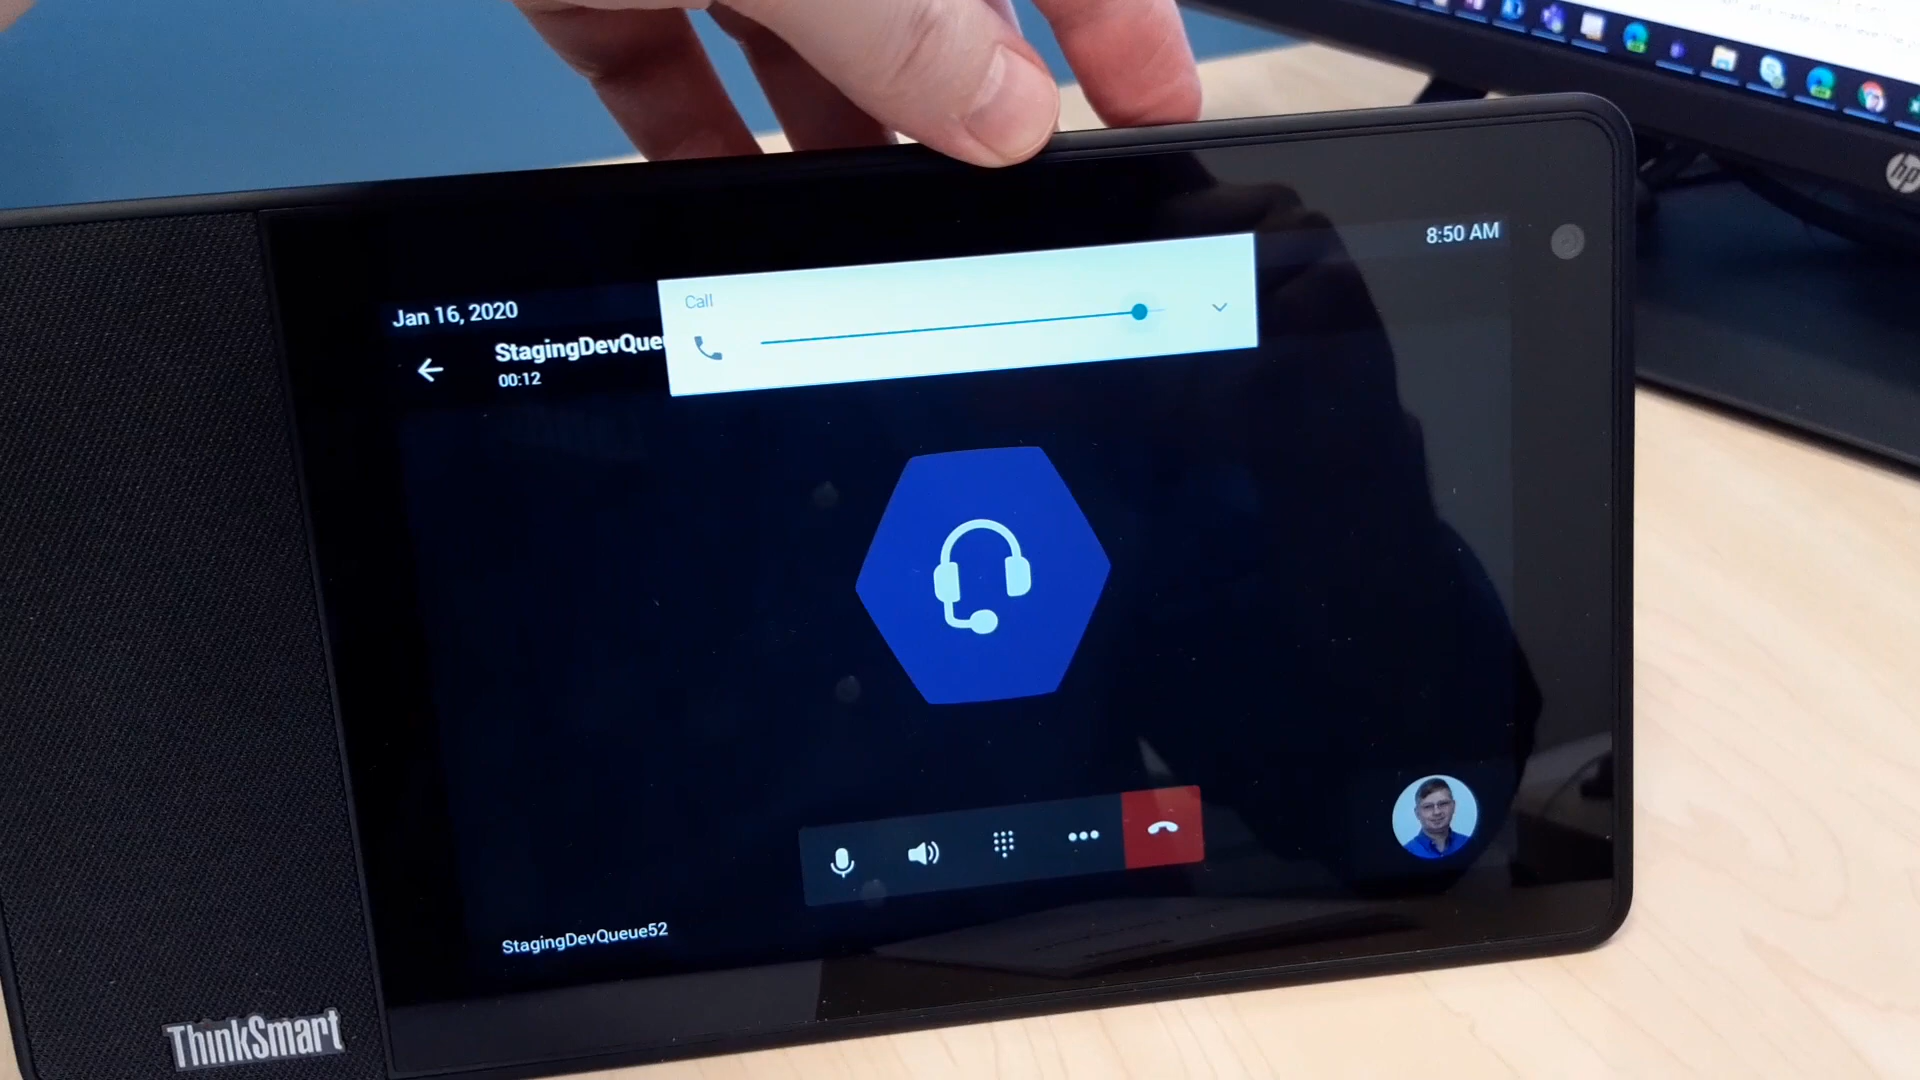 8:50 AM
Call
Jan 16, 2020
StagingDevQue
00:12
StagingDevQueue52
ThinkSmart
hp